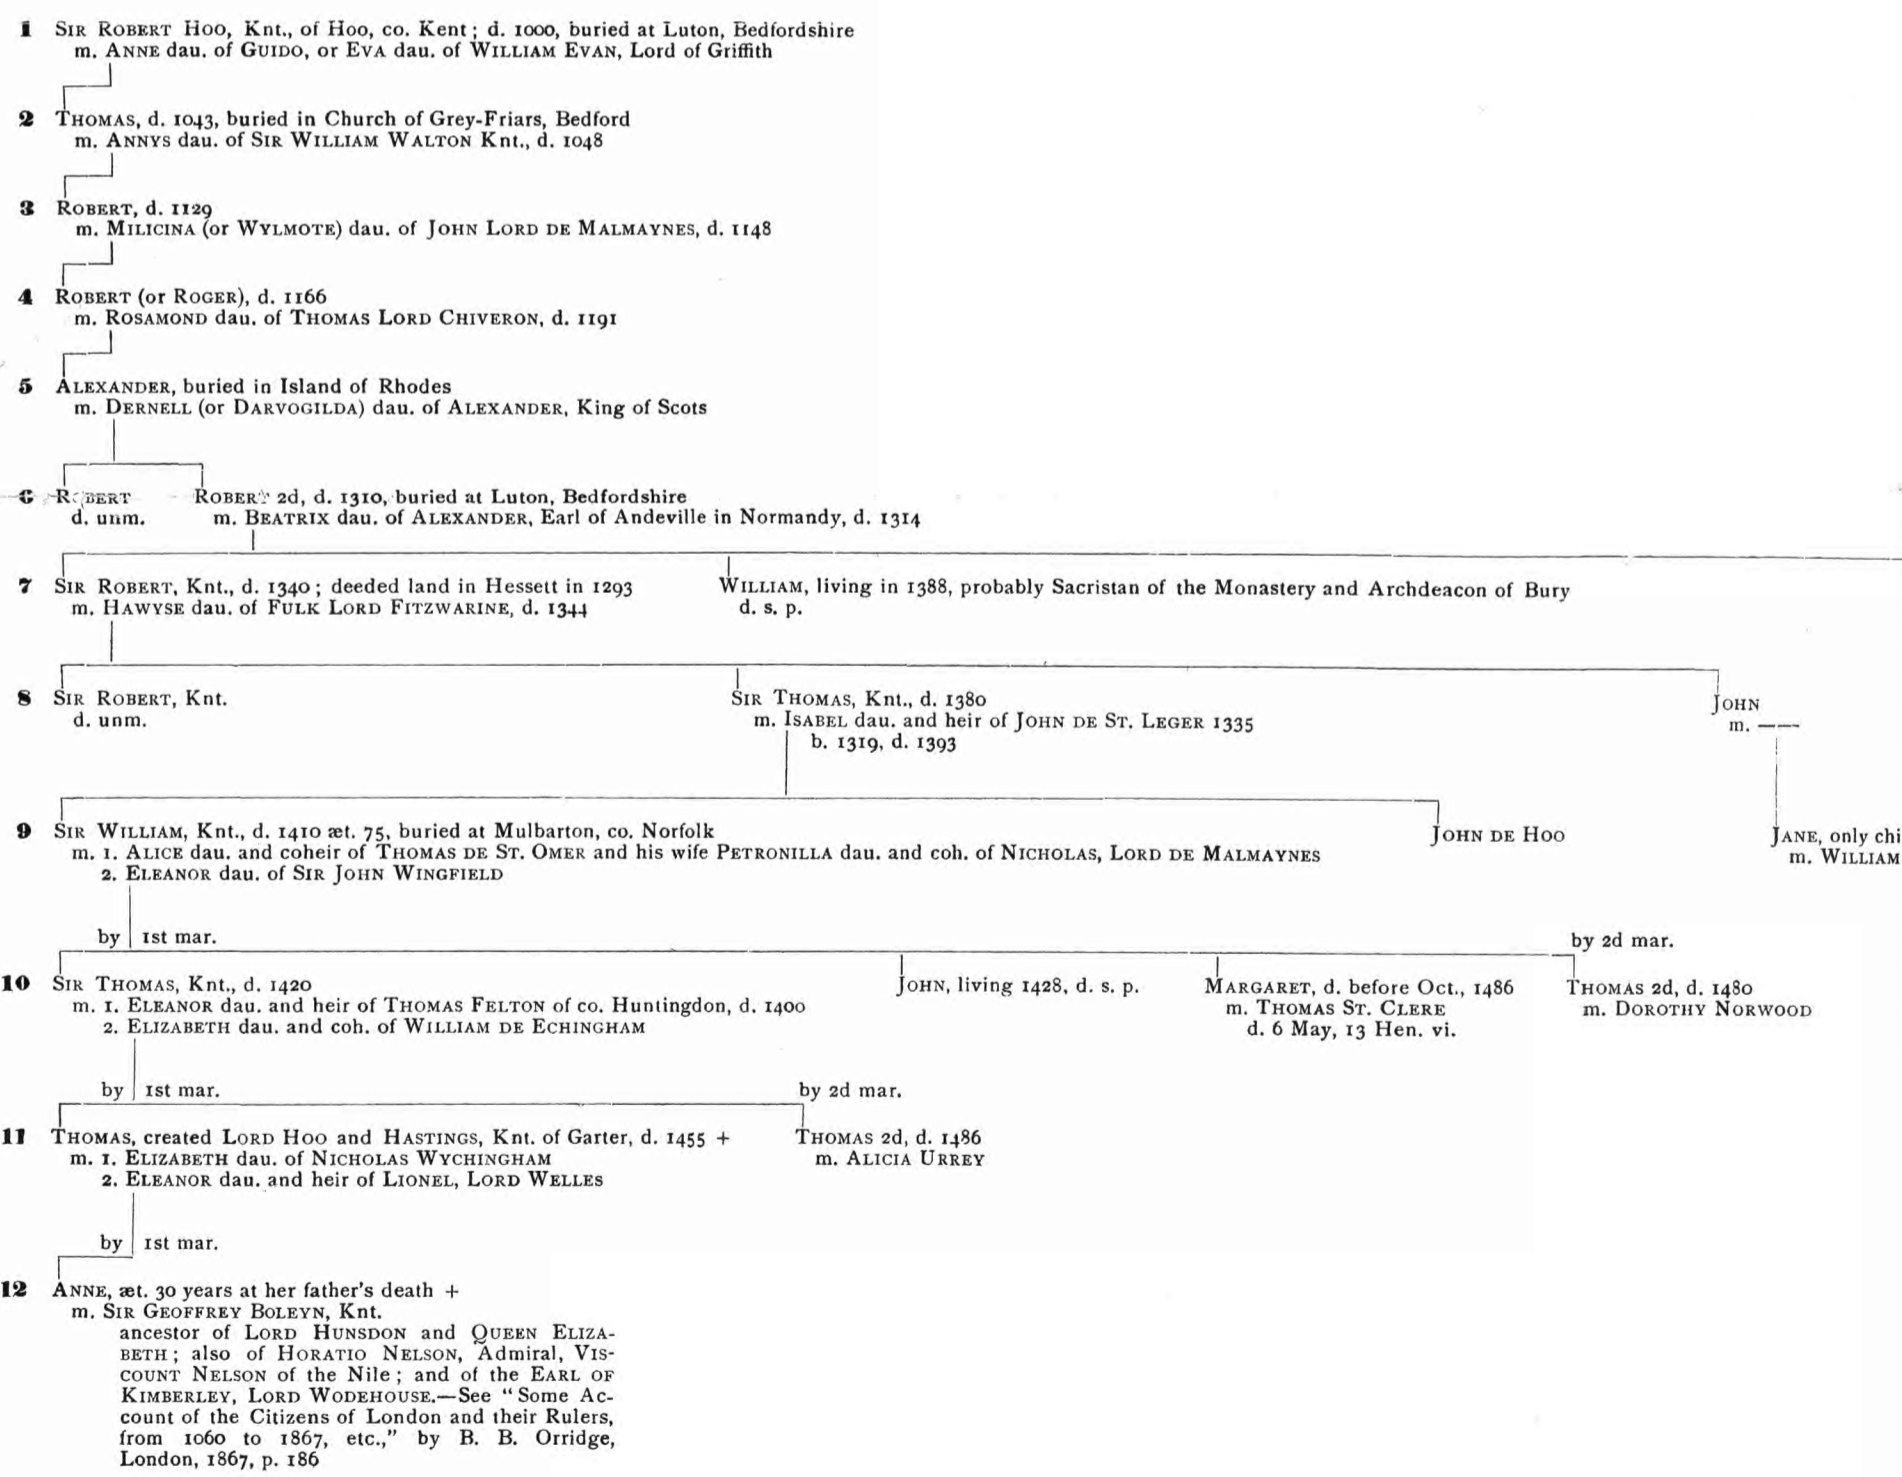 1 SIR ROBERT HOO, Knt., of Hoo, co. Kent; d. 1000, buried at Luton, Bedfordshire
m. ANNE dau. of GUIDO, or EVA dau. of WILLIAM EVAN, Lord of Griffith
2 THOMAS, d. 1043, buried in Church of Grey-Friars, Bedford
m. ANNYS dau. of SIR WILLIAM WALTON Knt., d. 1048
3 ROBERT, d. 1129
m. MILICINA (or WYLMOTE) dau. of JOHN LORD DE MALMAYNES, d. 1148
4 ROBERT (or ROGER), d. 1166
m. ROSAMOND dau. of THOMAS LORD CHIVERON, d. 1191
5 ALEXANDER, buried in Island of Rhodes
m. DERNELL (or DARVOGILDA) dau. of ALEXANDER, King of Scots
6 ROBERT ROBERT 2d, d. 1310, buried at Luton, Bedfordshire
d. unm. m. BEATRIX dau. of ALEXANDER, Earl of Andeville in Normandy, d. 1314
7 SIR ROBERT, Knt., d. 1340; deeded land in Hessett in 1293 WILLIAM, living in 1388, probably Sacristan of the Monastery and Archdeacon of Bury
m. HAWYSE dau. of FULK LORD FITZWARINE, d. 1344 d. s. p.
8 SIR ROBERT, Knt. SIR THOMAS, Knt., d. 1380 JOHN
d. unm. m. ISABEL dau. and heir of JOHN DE ST. LEGER 1335 m. ——
b. 1319, d. 1393
9 SIR WILLIAM, Knt., d. 1410 æt. 75, buried at Mulbarton, co. Norfolk JOHN DE HOO JANE, only chi
m. 1. ALICE dau. and coheir of THOMAS DE ST. OMER and his wife PETRONILLA dau. and coh. of NICHOLAS, LORD DE MALMAYNES m. WILLIAM
2. ELEANOR dau. of SIR JOHN WINGFIELD
by 1st mar. by 2d mar.
10 SIR THOMAS, Knt., d. 1420 JOHN, living 1428, d. s. p. MARGARET, d. before Oct., 1486 THOMAS 2d, d. 1480
m. 1. ELEANOR dau. and heir of THOMAS FELTON of co. Huntingdon, d. 1400 m. THOMAS ST. CLERE m. DOROTHY NORWOOD
2. ELIZABETH dau. and coh. of WILLIAM DE ECHINGHAM d. 6 May, 13 Hen. vi.
by 1st mar. by 2d mar.
11 THOMAS, created LORD HOO and HASTINGS, Knt. of Garter, d. 1455 + THOMAS 2d, d. 1486
m. 1. ELIZABETH dau. of NICHOLAS WYCHINGHAM m. ALICIA URREY
2. ELEANOR dau. and heir of LIONEL, LORD WELLES
by 1st mar.
12 ANNE, æt. 30 years at her father's death +
m. SIR GEOFFREY BOLEYN, Knt.
ancestor of LORD HUNSDON and QUEEN ELIZA-
BETH; also of HORATIO NELSON, Admiral, VIS-
COUNT NELSON of the Nile; and of the EARL OF
KIMBERLEY, LORD WODEHOUSE.—See "Some Ac-
count of the Citizens of London and their Rulers,
from 1060 to 1867, etc.," by B. B. Orridge,
London, 1867, p. 186